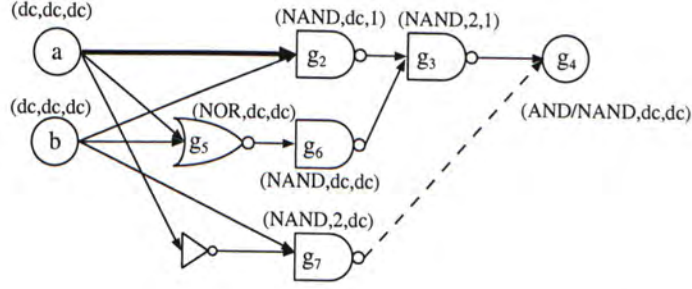 (dc,dc,dc)
a
(NAND,dc,1)
g2
(NAND,2,1)
g3
g4
(AND/NAND,dc,dc)
(dc,dc,dc)
b
(NOR,dc,dc)
g5
g6
(NAND,dc,dc)
(NAND,2,dc)
g7